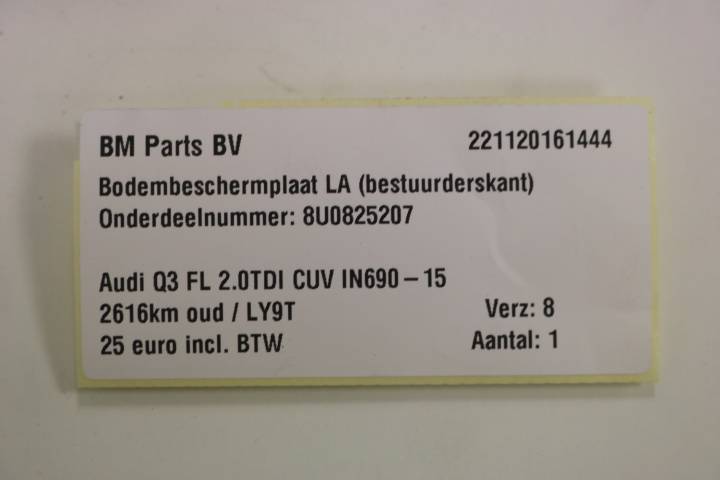 BM Parts BV 221120161444
Bodembeschermplaat LA (bestuurderskant)
Onderdeelnummer: 8U0825207
Audi Q3 FL 2.0TDI CUV IN690 – 15
2616km oud / LY9T Verz: 8
25 euro incl. BTW Aantal: 1